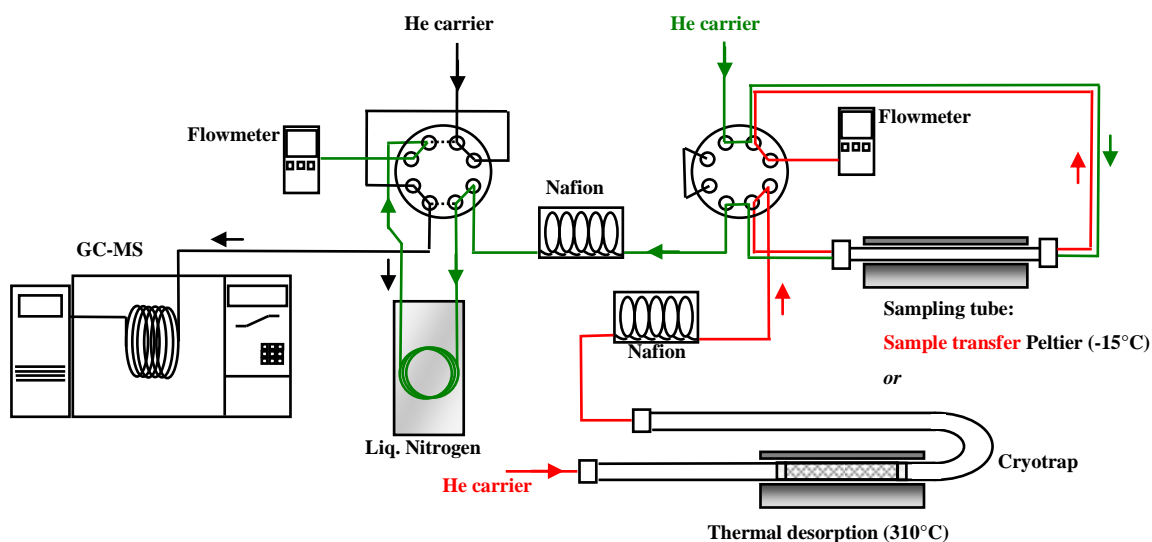 He carrier
He carrier
Flowmeter
Flowmeter
Nafion
GC-MS
Sampling tube:
Sample transfer Peltier (-15°C)
or
Nafion
Liq. Nitrogen
Cryotrap
He carrier
Thermal desorption (310°C)